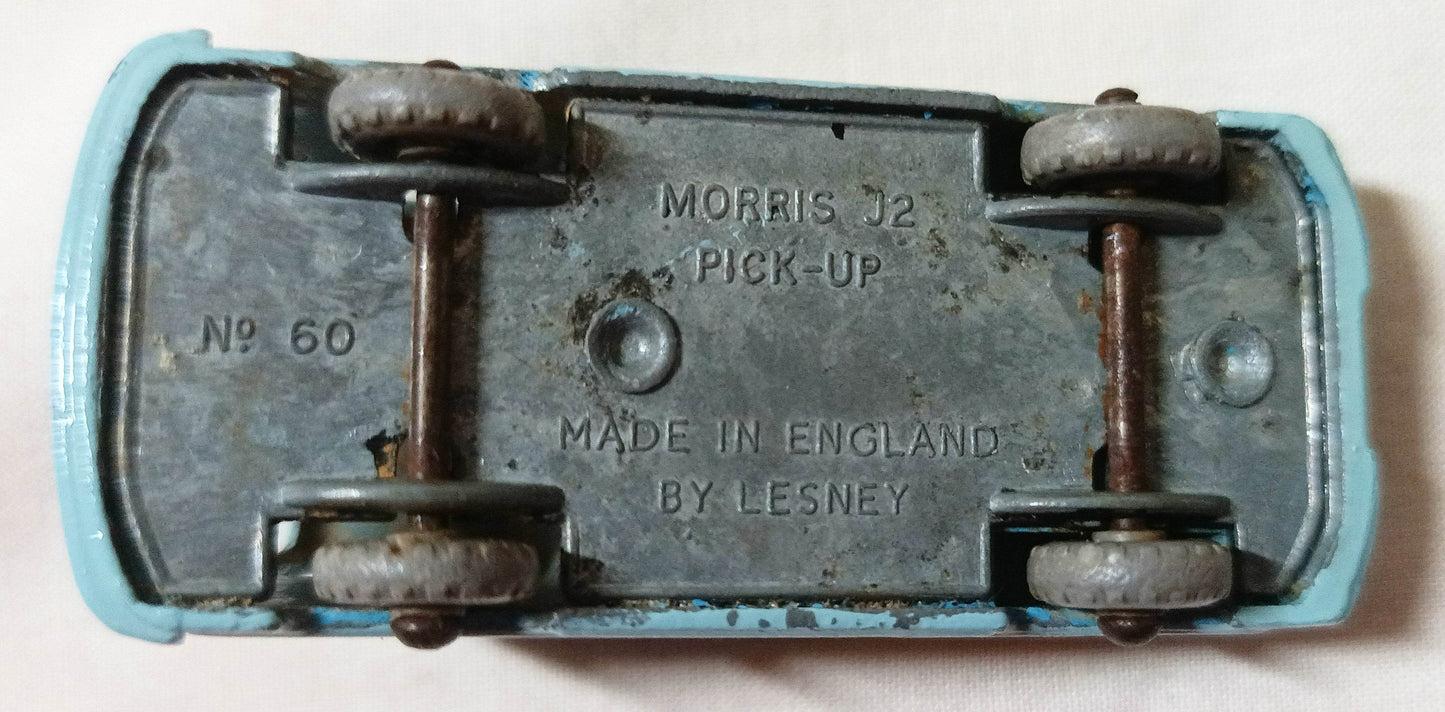 Nº 60
MORRIS J2
PICK-UP
MADE IN ENGLAND
BY LESNEY